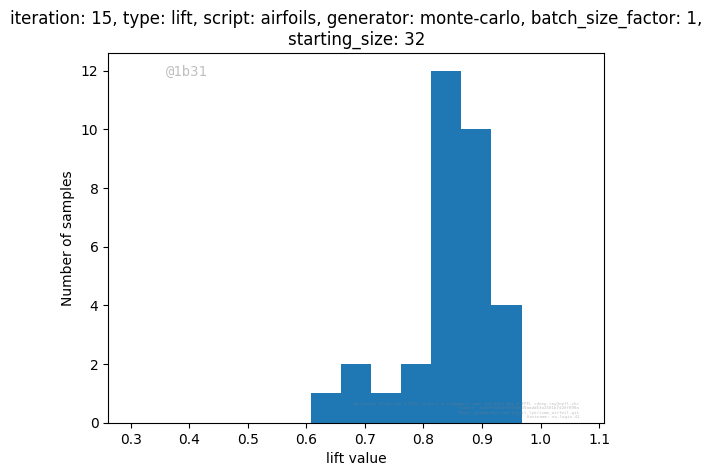 iteration: 15, type: lift, script: airfoils, generator: monte-carlo, batch_size_factor: 1,
starting_size: 32
@1b31
12
10
8
6
4
2
0
Number of samples
0.3 0.4 0.5 0.6 0.7 0.8 0.9 1.0 1.1
lift value